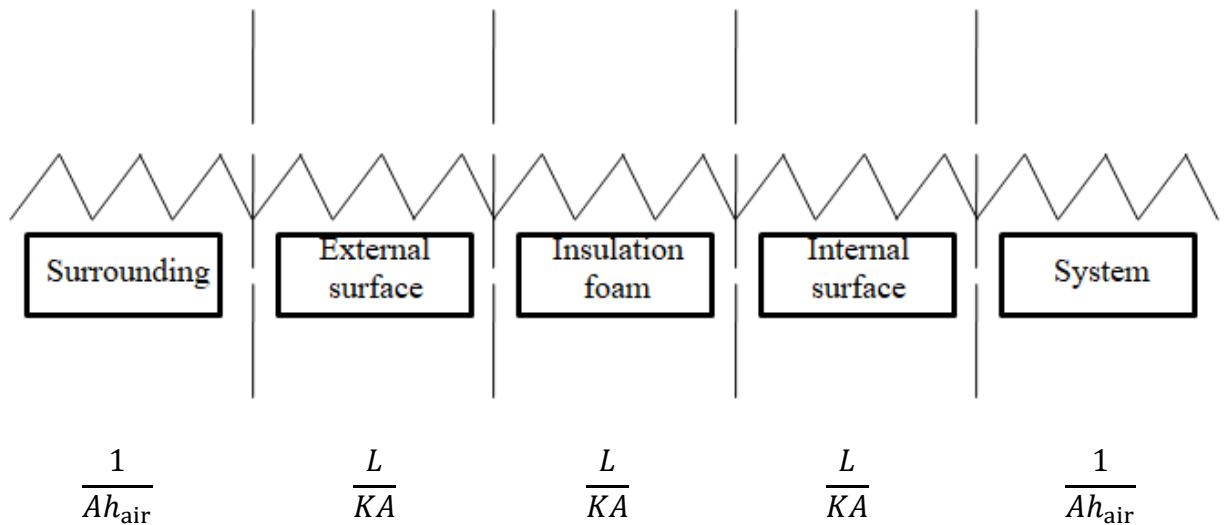 Surrounding
External
surface
Insulation
foam
Internal
surface
System
1/Ah_air
L/KA
L/KA
L/KA
1/Ah_air